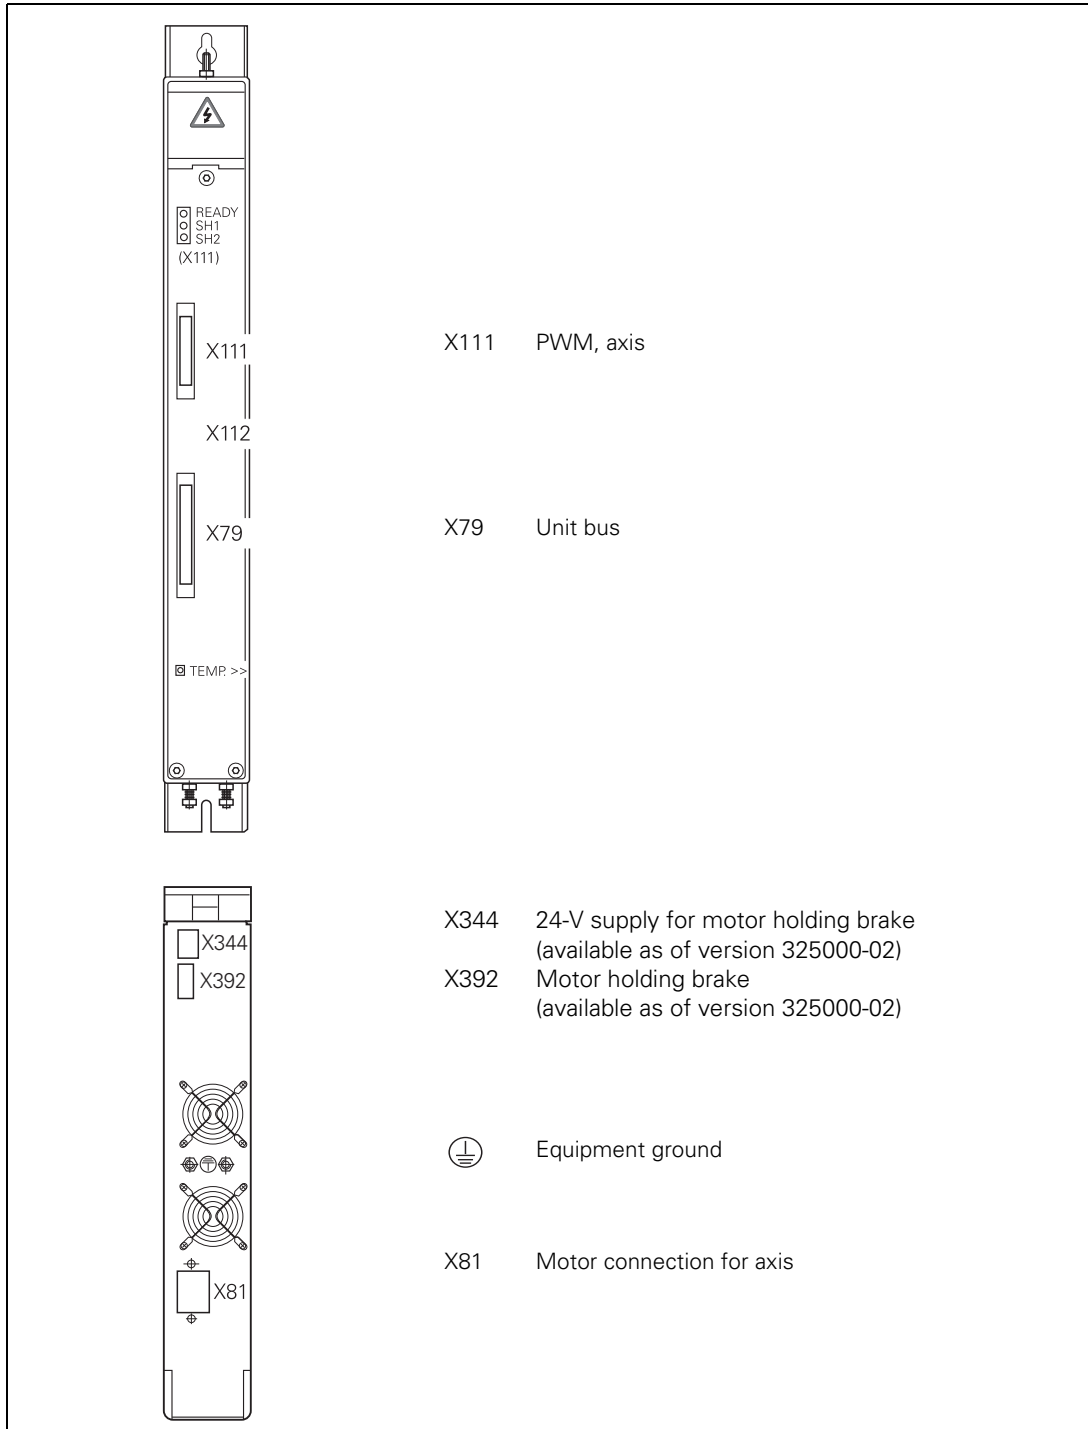 READY
SH1
SH2
(X111)
X111
X111 PWM, axis
X112
X79
X79 Unit bus
TEMP. >>
X344
X344 24-V supply for motor holding brake
(available as of version 325000-02)
X392
X392 Motor holding brake
(available as of version 325000-02)
Equipment ground
X81
X81 Motor connection for axis